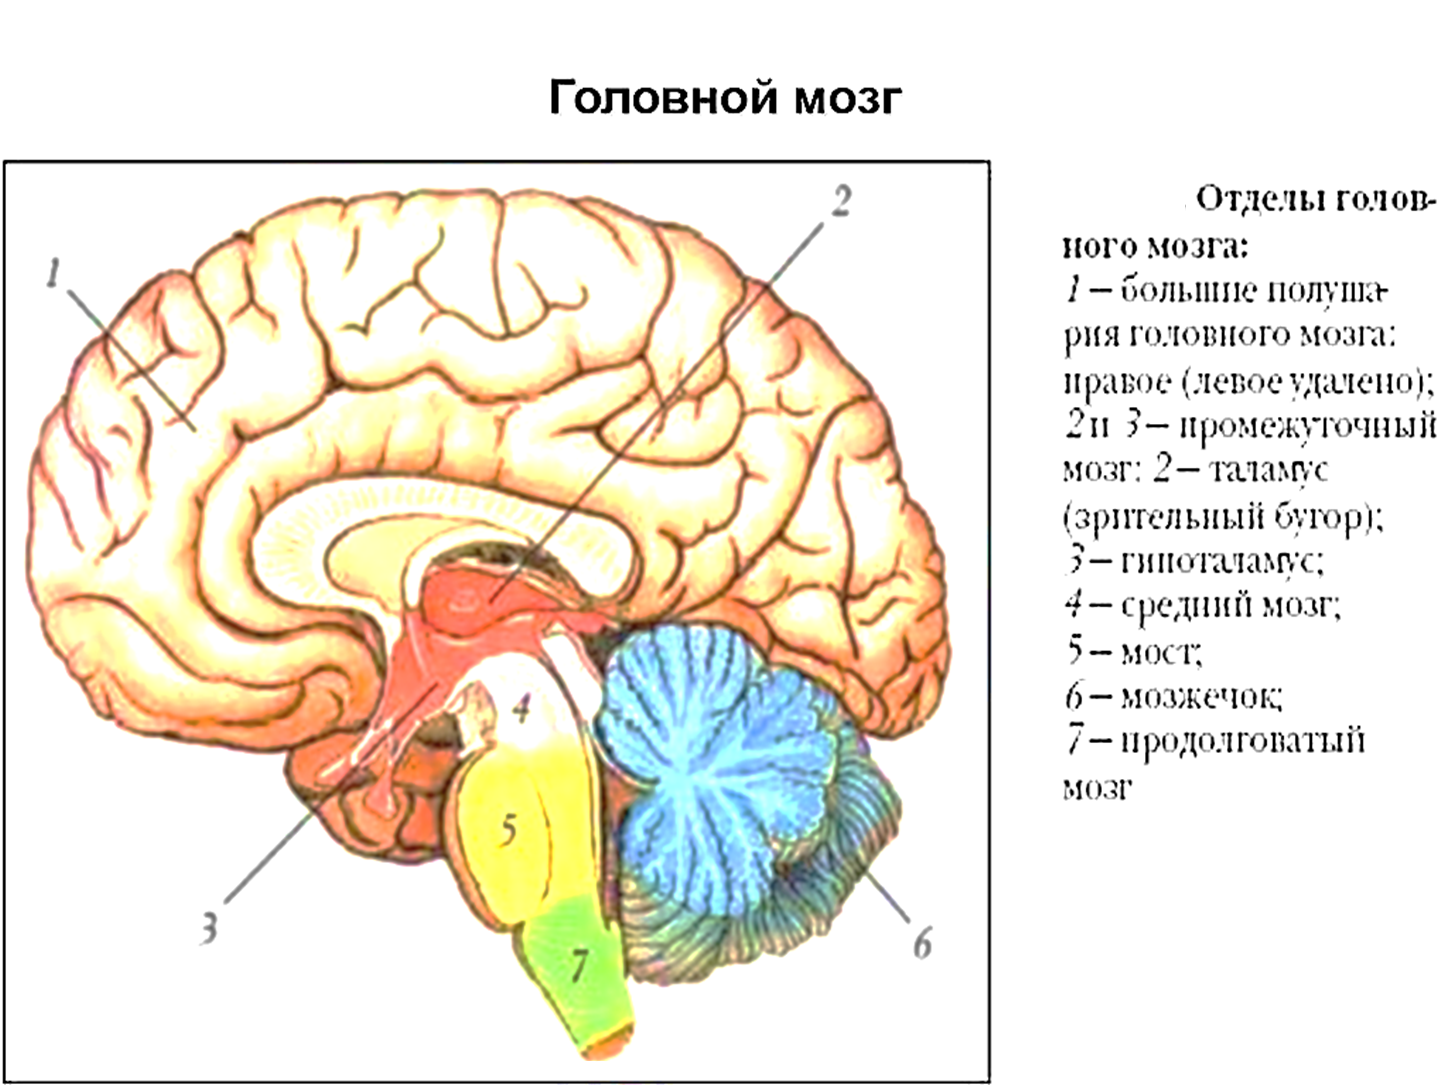 Головной мозг
1
2
3
4
5
6
7
Отделы голов-
ного мозга:
1 – большие полуша-
рия головного мозга:
правое (левое удалено);
2 и 3 – промежуточный
мозг: 2 – таламус
(зрительный бугор);
3 – гипоталамус;
4 – средний мозг;
5 – мост;
6 – мозжечок;
7 – продолговатый
мозг